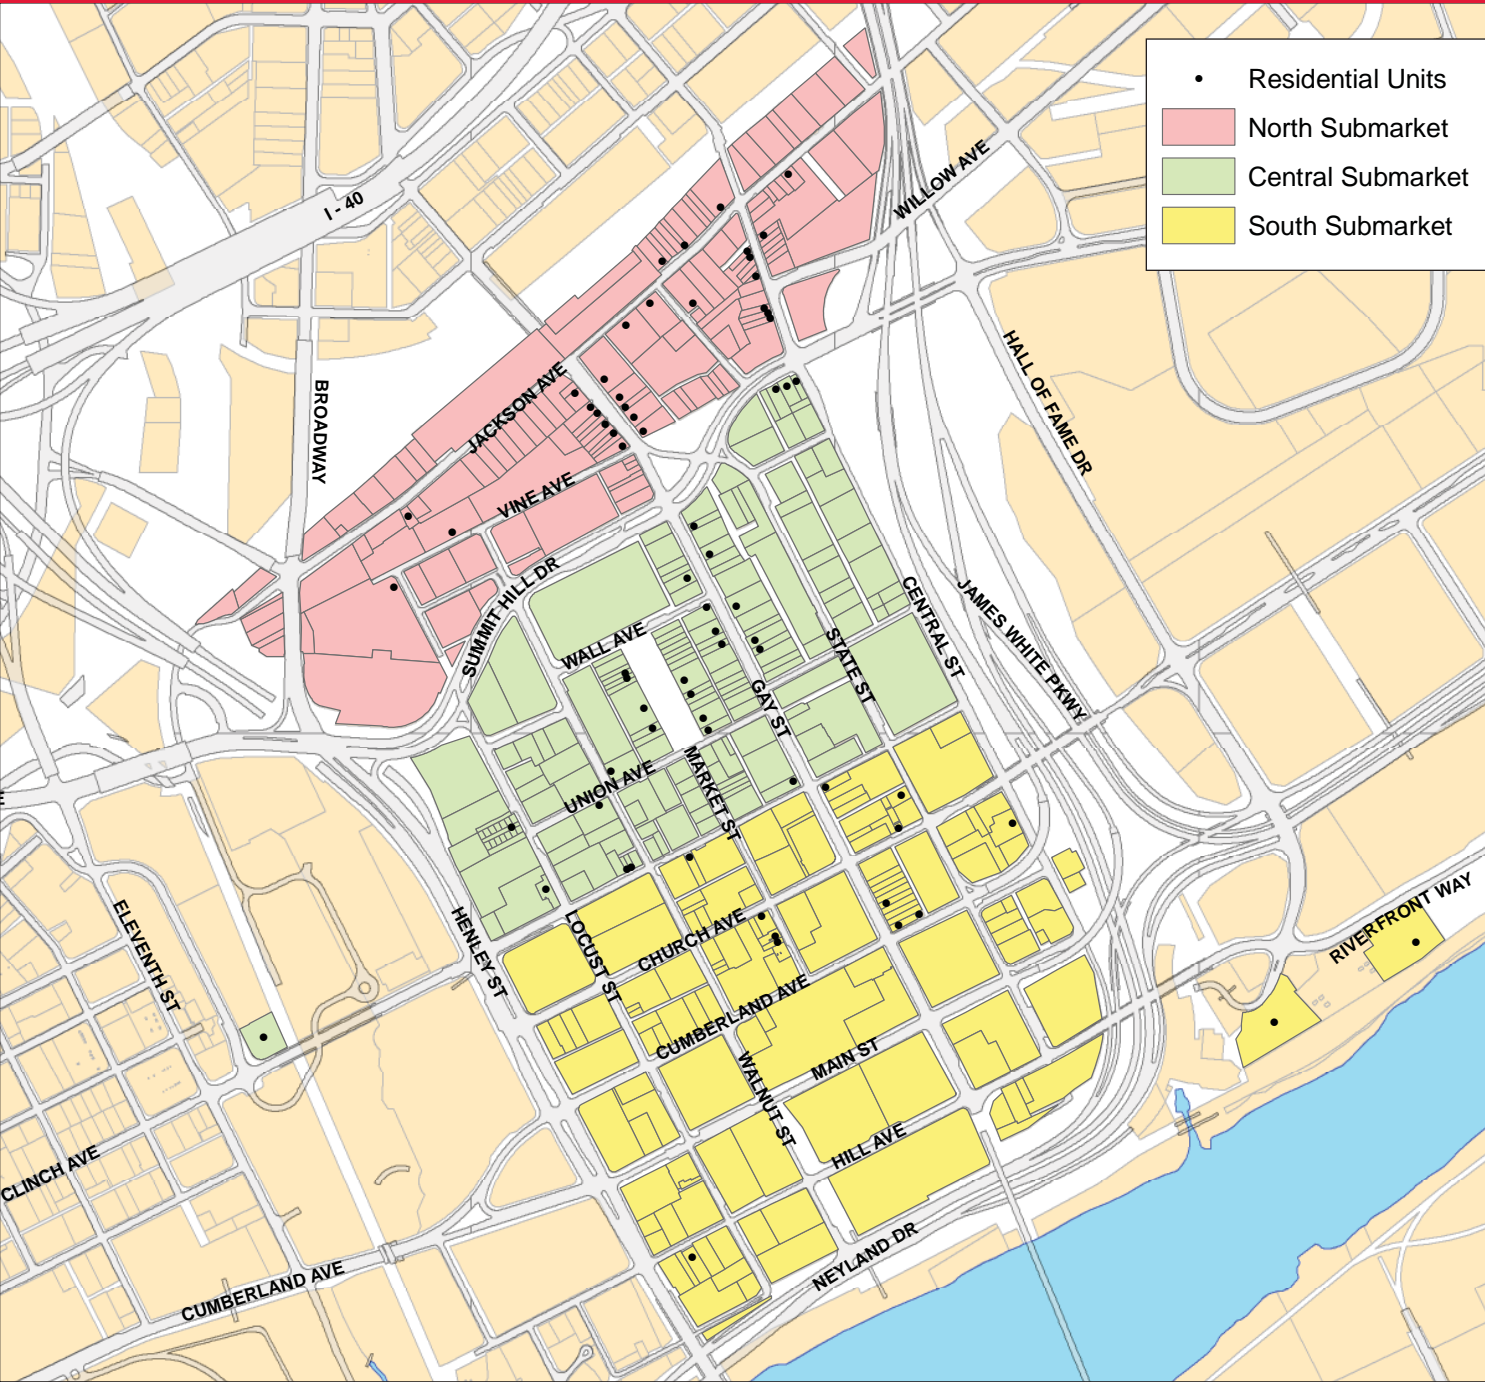 Residential Units
North Submarket
Central Submarket
South Submarket
I - 40
WILLOW AVE
BROADWAY
JACKSON AVE
HALL OF FAME DR
VINE AVE
SUMMIT HILL DR
WALL AVE
CENTRAL ST
JAMES WHITE PKWY
STATE ST
GAY ST
UNION AVE
MARKET ST
ELEVENTH ST
HENLEY ST
LOCUST ST
CHURCH AVE
RIVERFRONT WAY
CUMBERLAND AVE
MAIN ST
WALNUT ST
HILL AVE
CLINCH AVE
NEYLAND DR
CUMBERLAND AVE